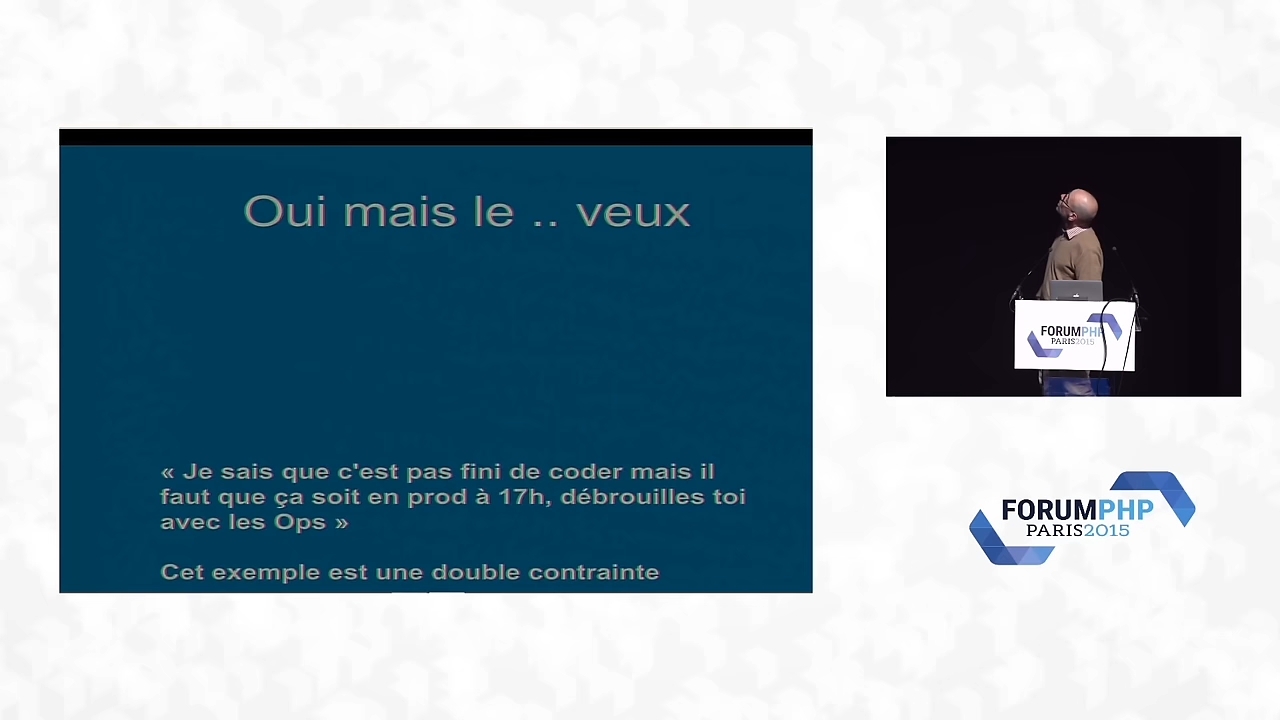 Oui mais le .. veux
« Je sais que c'est pas fini de coder mais il
faut que ça soit en prod à 17h, débrouilles toi
avec les Ops »
Cet exemple est une double contrainte
FORUMPHP
PARIS2015
FORUMPHP
PARIS2015